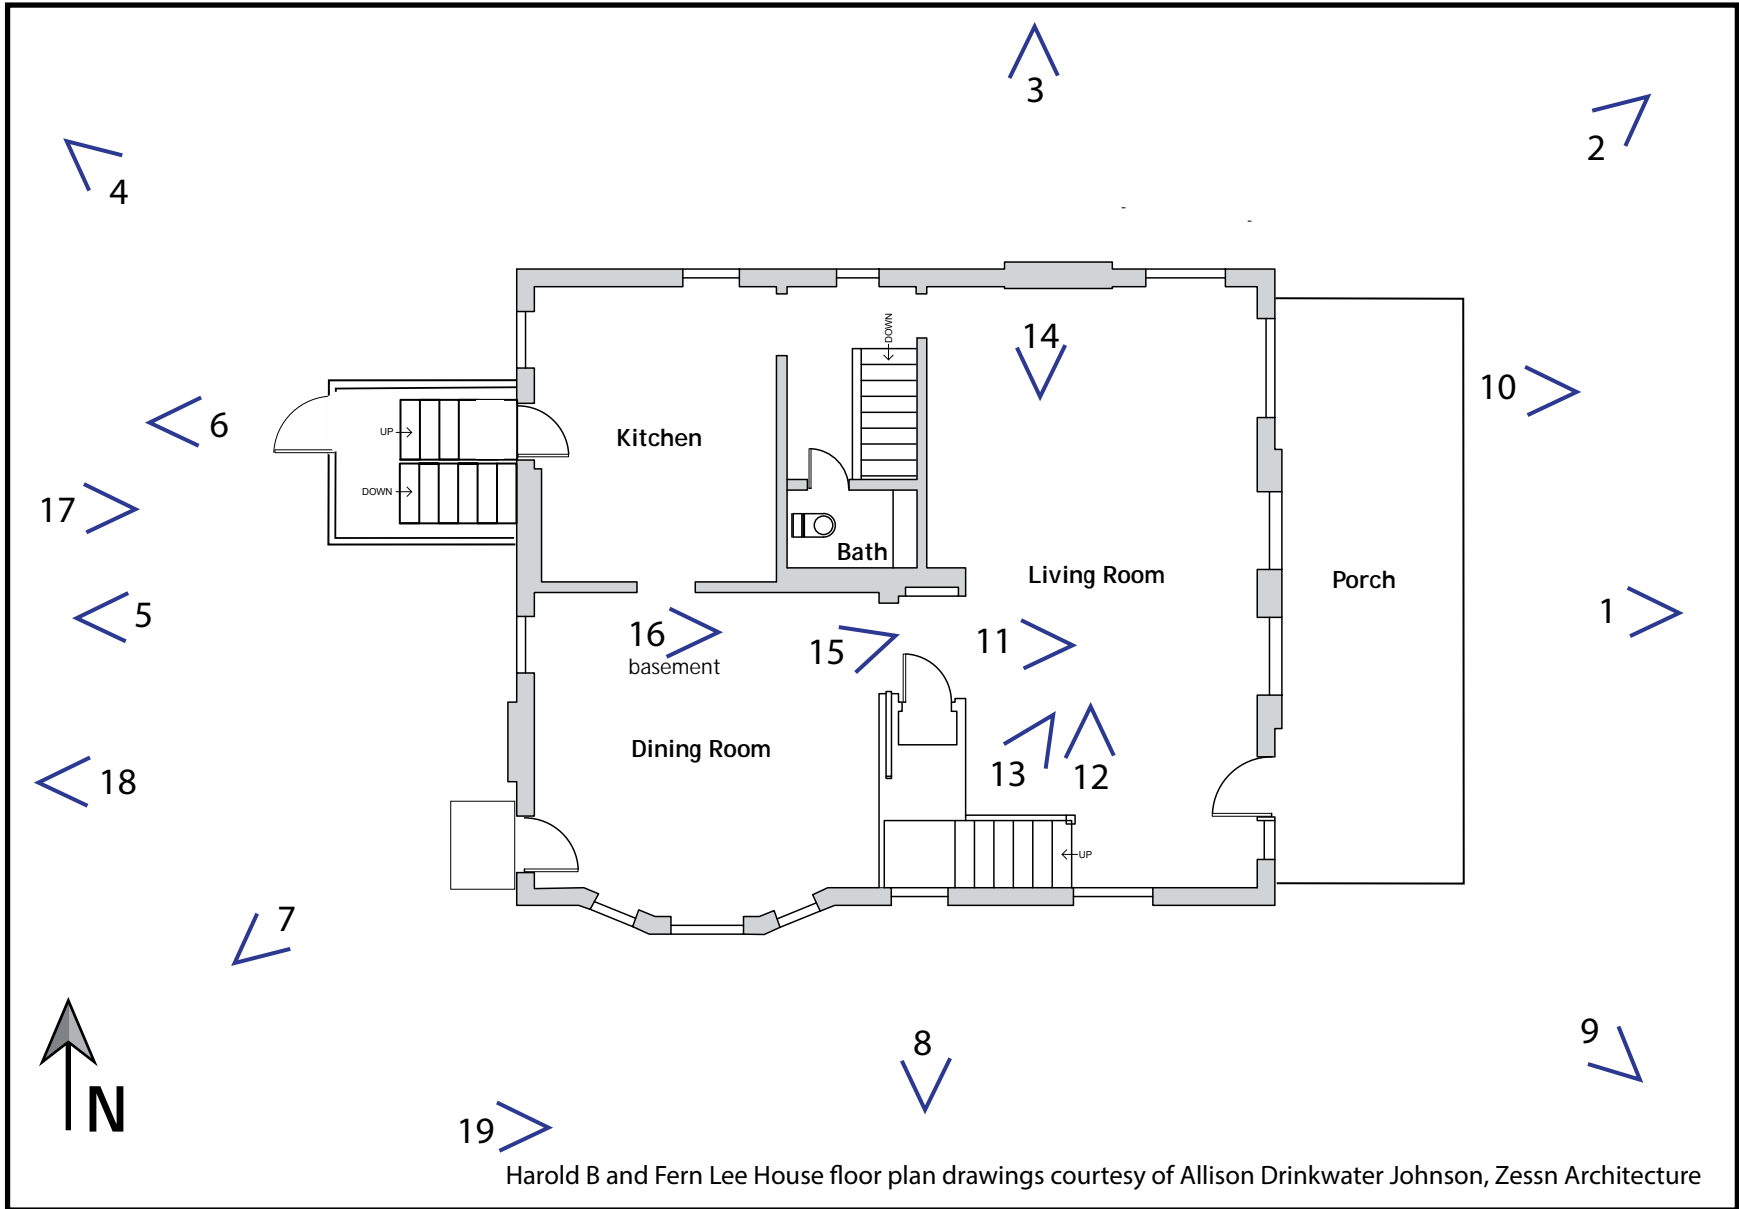 3
2
4
DOWN
14
10
6
UP
Kitchen
17
DOWN
Bath
Living Room
Porch
5
1
16
15
11
basement
Dining Room
13
12
18
UP
7
9
8
N
19
Harold B and Fern Lee House floor plan drawings courtesy of Allison Drinkwater Johnson, Zessn Architecture